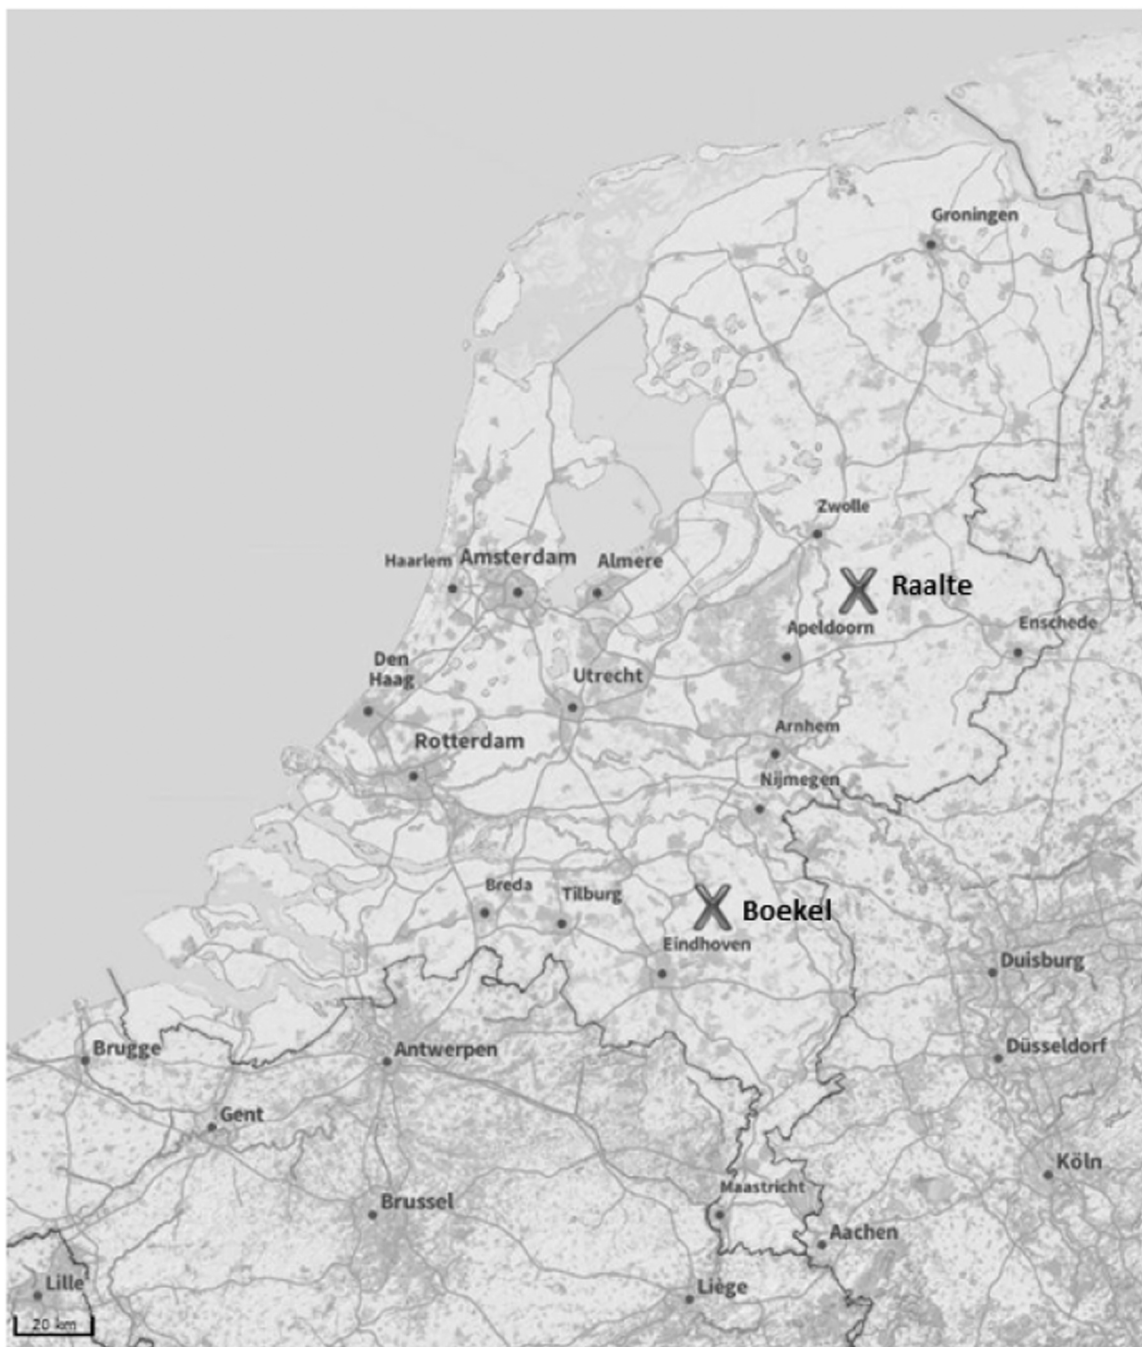 Groningen
Zwolle
Haarlem
Amsterdam
Almere
Raalte
Apeldoorn
Enschede
Den
Haag
Utrecht
Arnhem
Rotterdam
Nijmegen
Breda
Tilburg
Boekel
Eindhoven
Duisburg
Brugge
Antwerpen
Düsseldorf
Gent
Köln
Maastricht
Brussel
Aachen
Lille
Liège
20 km